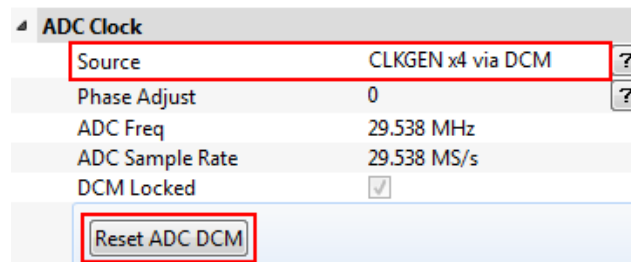 ADC Clock
Source CLKGEN x4 via DCM ?
Phase Adjust 0 ?
ADC Freq 29.538 MHz
ADC Sample Rate 29.538 MS/s
DCM Locked
Reset ADC DCM